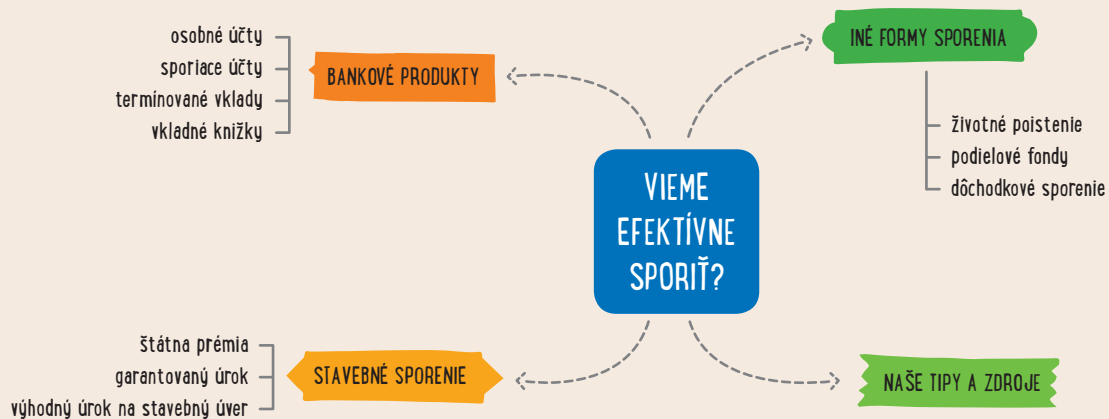 osobné účty
sporiace účty
termínované vklady
vkladné knižky
BANKOVÉ PRODUKTY
INÉ FORMY SPORENIA
životné poistenie
podielové fondy
dôchodkové sporenie
VIEME
EFEKTÍVNE
SPORIŤ?
štátna prémia
garantovaný úrok
výhodný úrok na stavebný úver
STAVEBNÉ SPORENIE
NAŠE TIPY A ZDROJE